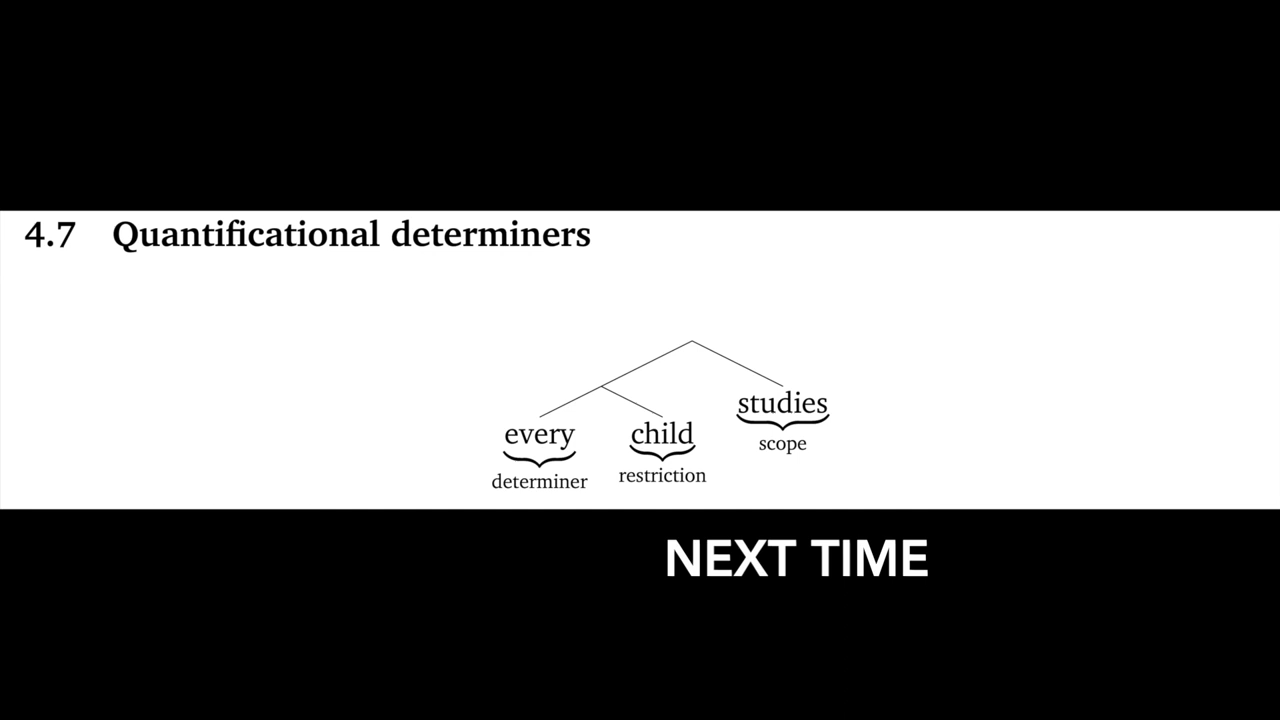 4.7 Quantificational determiners
studies
scope
every child
determiner restriction
NEXT TIME